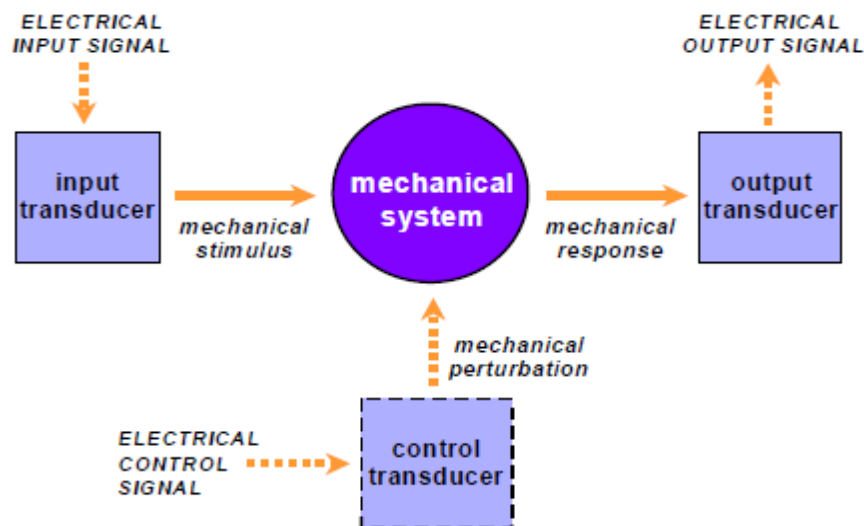 ELECTRICAL
INPUT SIGNAL
ELECTRICAL
OUTPUT SIGNAL
input
transducer
mechanical
stimulus
mechanical
system
mechanical
response
output
transducer
mechanical
perturbation
ELECTRICAL
CONTROL
SIGNAL
control
transducer